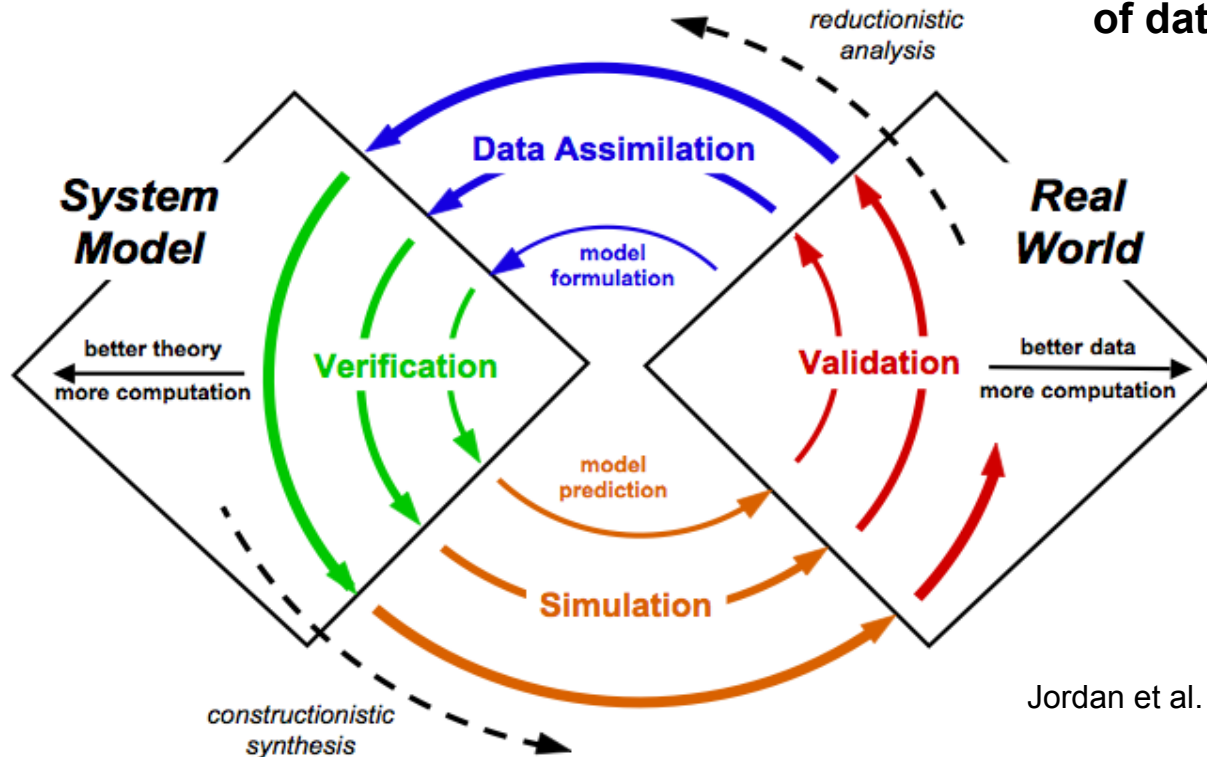 reductionistic
analysis
of dat
Data Assimilation
System
Model
Real
World
model
formulation
better theory
more computation
Verification
Validation
better data
more computation
model
prediction
Simulation
constructionistic
synthesis
Jordan et al.